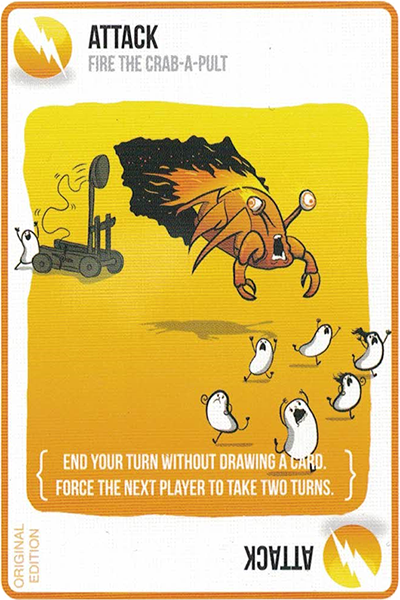 ATTACK
FIRE THE CRAB-A-PULT
END YOUR TURN WITHOUT DRAWING A CARD.
FORCE THE NEXT PLAYER TO TAKE TWO TURNS.
ORIGINAL
EDITION
ATTACK